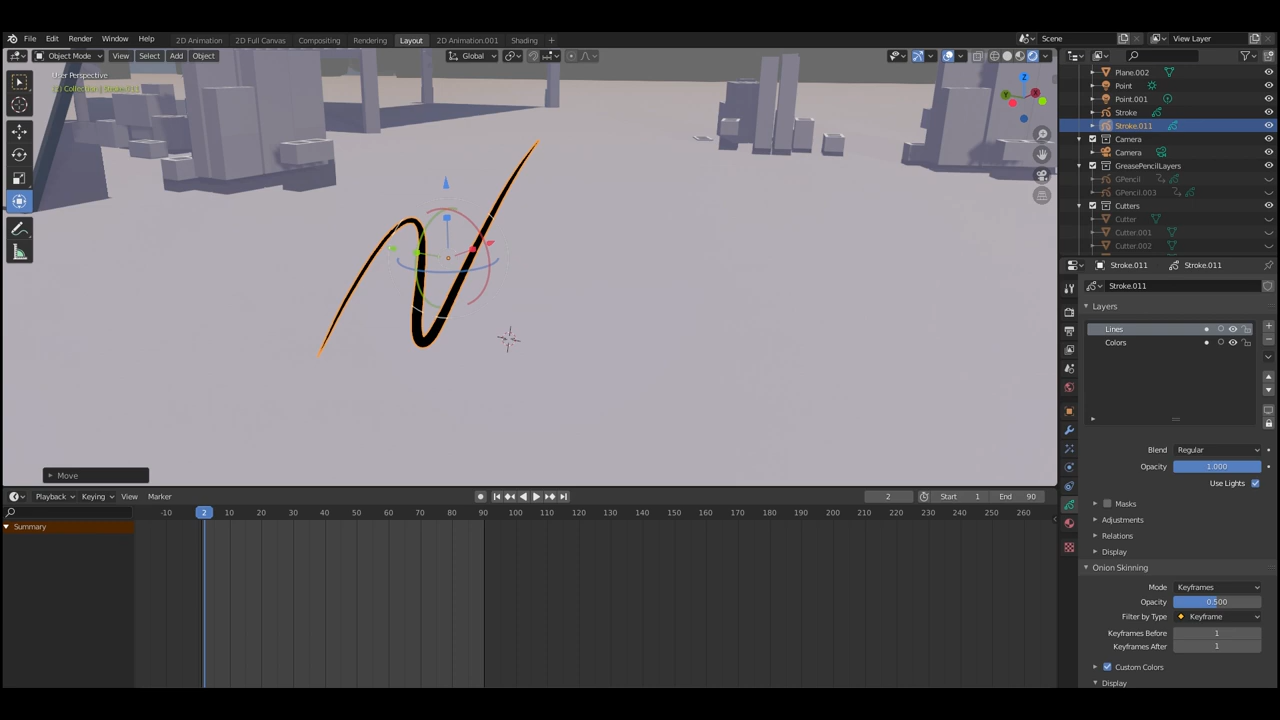 File Edit Render Window Help 2D Animation 2D Full Canvas Compositing Rendering Layout 2D Animation.001 Shading + Scene View Layer
Object Mode View Select Add Object Global
User Perspective
Z
Y X
Plane.002
Point
Point.001
Stroke
Stroke.011
Camera
Camera
GreasePencilLayers
GPencil
GPencil.003
Cutters
Cutter
Cutter.001
Cutter.002
Stroke.011 Stroke.011
Stroke.011
Layers
Lines
Colors
Blend Regular
Opacity 1.000
Use Lights
Masks
Adjustments
Relations
Display
Onion Skinning
Mode Keyframes
Opacity 0.500
Filter by Type Keyframe
Keyframes Before 1
Keyframes After 1
Custom Colors
Display
Move
Playback Keying View Marker 2 Start 1 End 90
-10 2 10 20 30 40 50 60 70 80 90 100 110 120 130 140 150 160 170 180 190 200 210 220 230 240 250 260
Summary